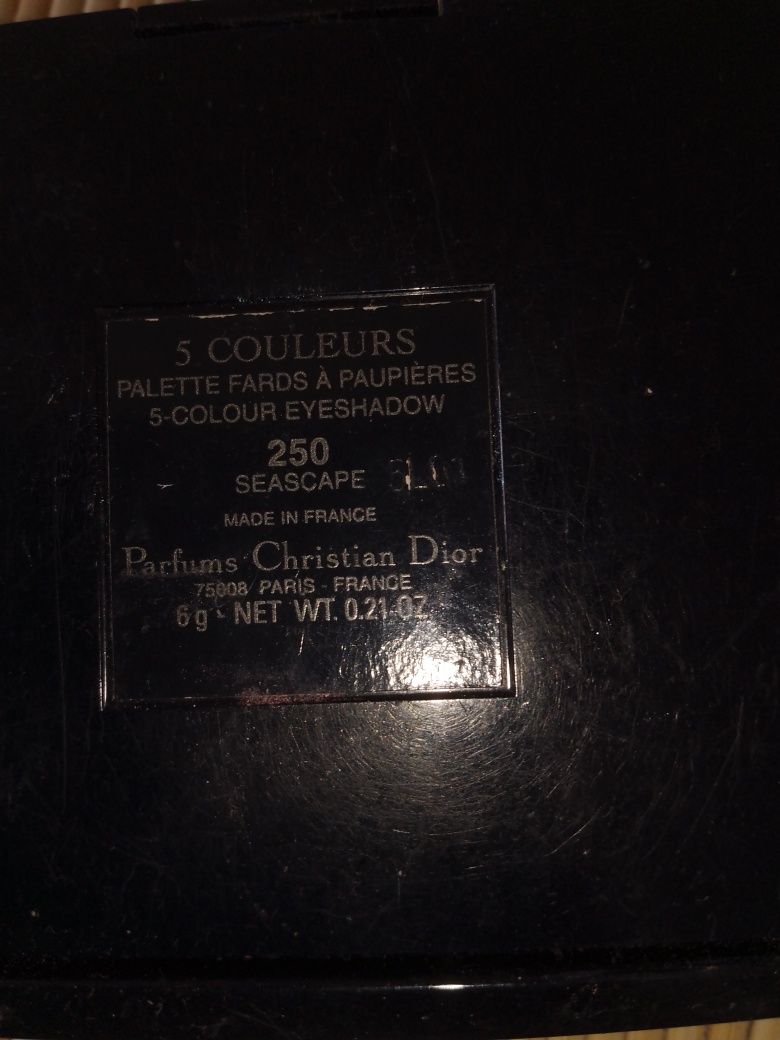 5 COULEURS
PALETTE FARDS À PAUPIÈRES
5-COLOUR EYESHADOW
250
SEASCAPE
MADE IN FRANCE
Parfums Christian Dior
75008 PARIS - FRANCE
6 g - NET WT. 0.21 OZ.